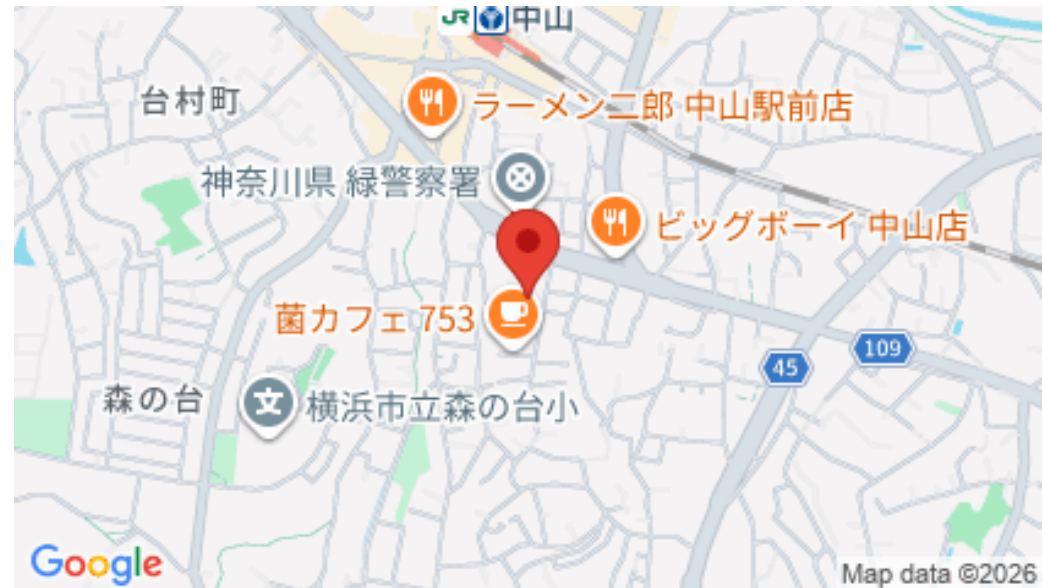 JR 中山
台村町
ラーメン二郎 中山駅前店
神奈川県 緑警察署
ビッグボーイ 中山店
菌カフェ 753
109
45
森の台
横浜市立森の台小
Google
Map data ©2026